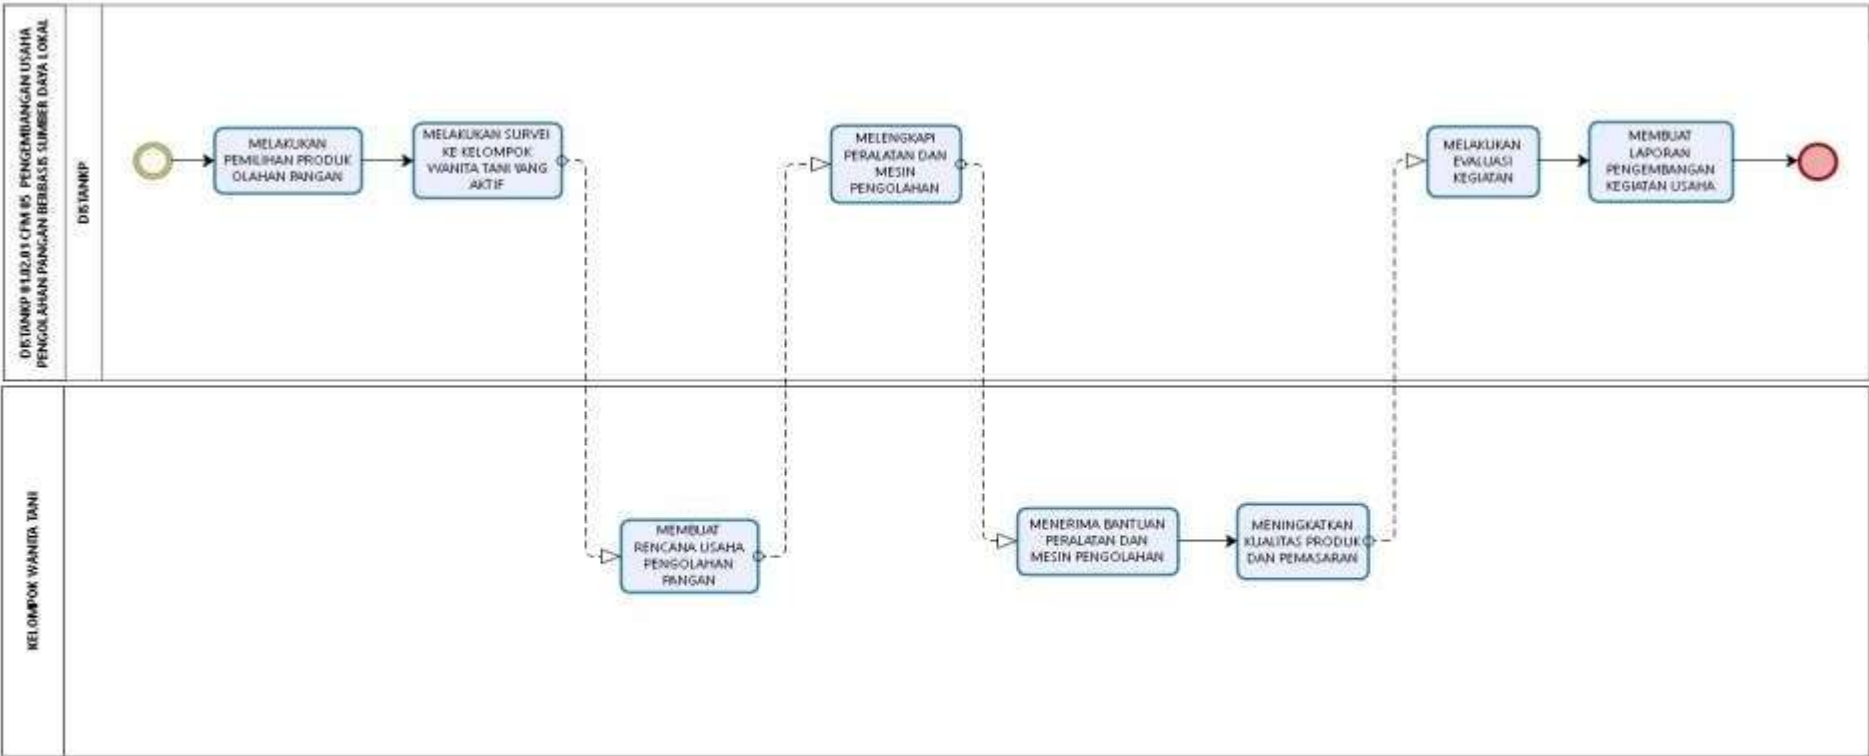 DISTANKP 01.02.01 CFM 05 PENGEMBANGAN USAHA
PENGOLAHAN PANGAN BERBASIS SUMBER DAYA LOKAL
DISTANKP
MELAKUKAN
PEMILIHAN PRODUK
OLAHAN PANGAN
MELAKUKAN SURVEI
KE KELOMPOK
WANITA TANI YANG
AKTIF
MELENGKAPI
PERALATAN DAN
MESIN
PENGOLAHAN
MELAKUKAN
EVALUASI
KEGIATAN
MEMBUAT
LAPORAN
PENGEMBANGAN
KEGIATAN USAHA
KELOMPOK WANITA TANI
MEMBUAT
RENCANA USAHA
PENGOLAHAN
PANGAN
MENERIMA BANTUAN
PERALATAN DAN
MESIN PENGOLAHAN
MENINGKATKAN
KUALITAS PRODUK
DAN PEMASARAN